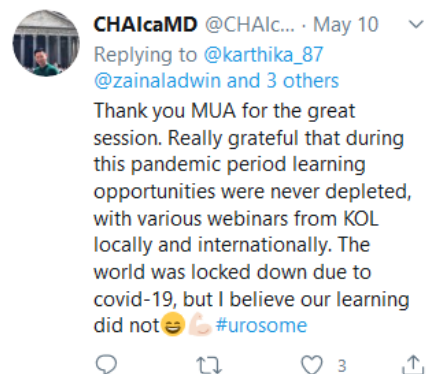 CHAIcaMD @CHAIc... · May 10
Replying to @karthika_87
@zainaladwin and 3 others
Thank you MUA for the great
session. Really grateful that during
this pandemic period learning
opportunities were never depleted,
with various webinars from KOL
locally and internationally. The
world was locked down due to
covid-19, but I believe our learning
did not😄💪🏻#urosome
3